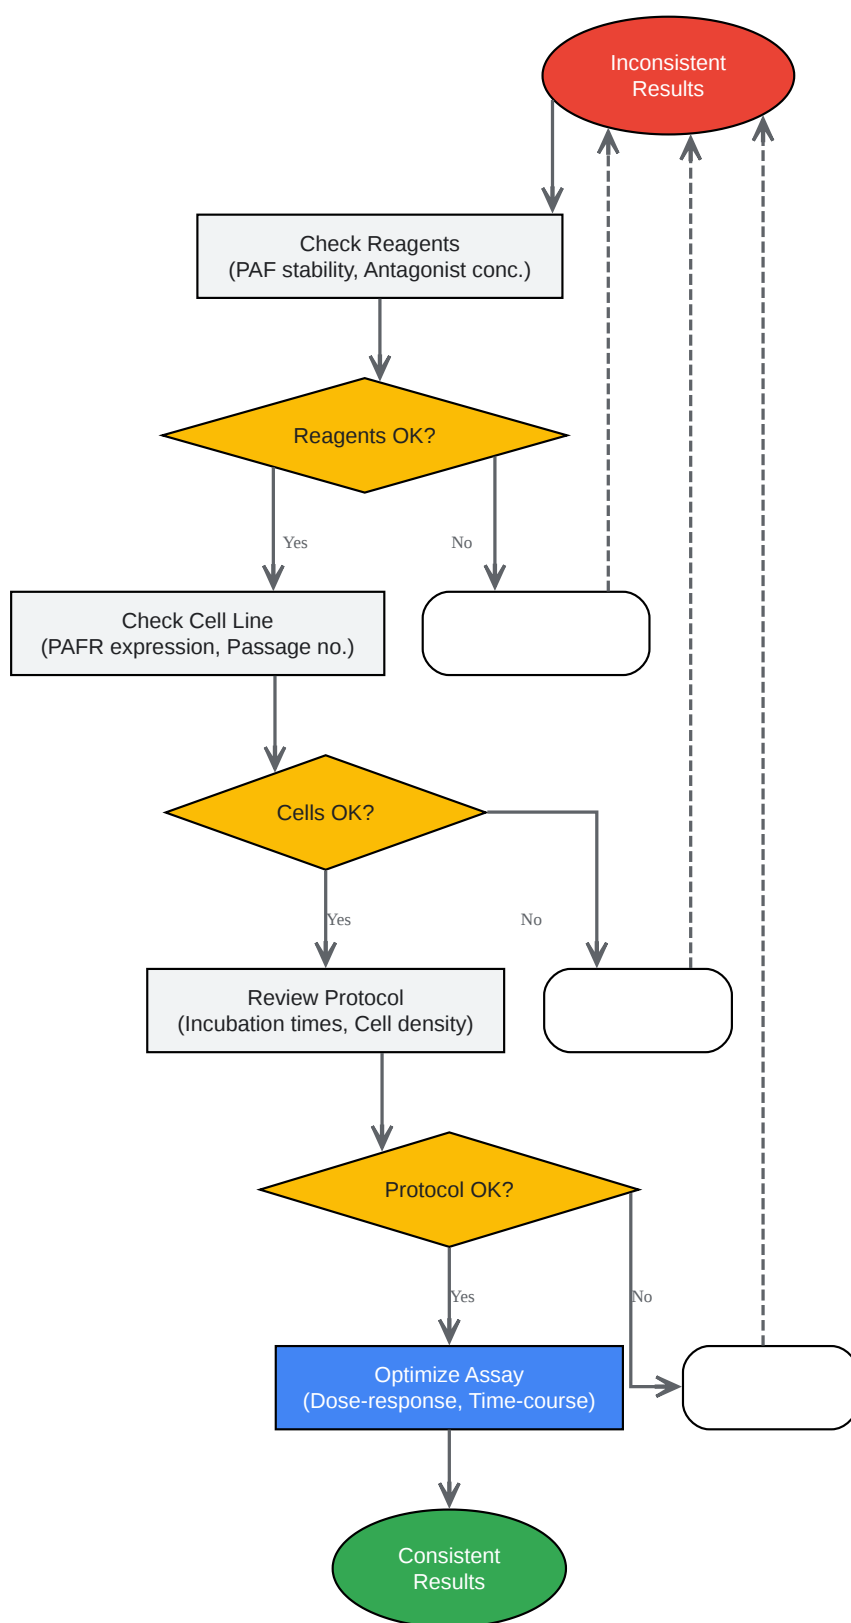 Inconsistent
Results
Check Reagents
(PAF stability, Antagonist conc.)
Reagents OK?
Yes
No
Check Cell Line
(PAFR expression, Passage no.)
Cells OK?
Yes
No
Review Protocol
(Incubation times, Cell density)
Protocol OK?
Yes
No
Optimize Assay
(Dose-response, Time-course)
Consistent
Results